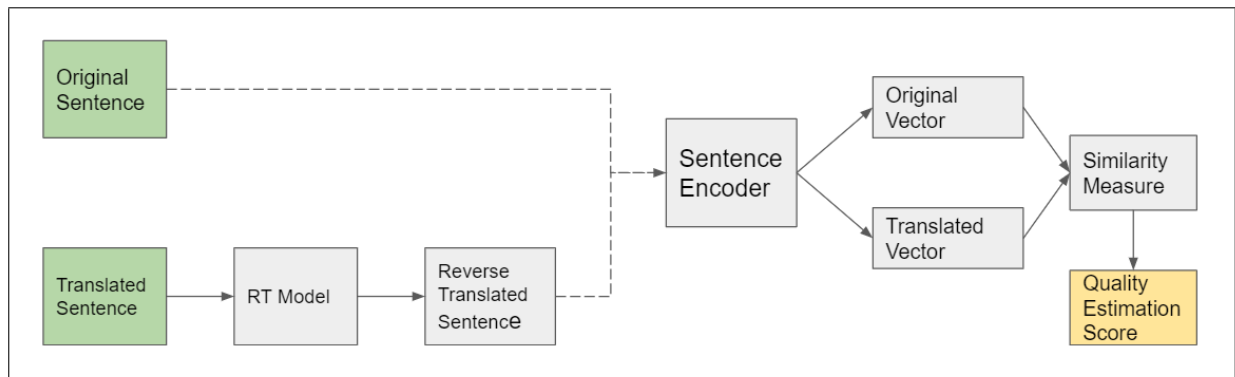 Original
Sentence
Translated
Sentence
RT Model
Reverse
Translated
Sentence
Sentence
Encoder
Original
Vector
Translated
Vector
Similarity
Measure
Quality
Estimation
Score